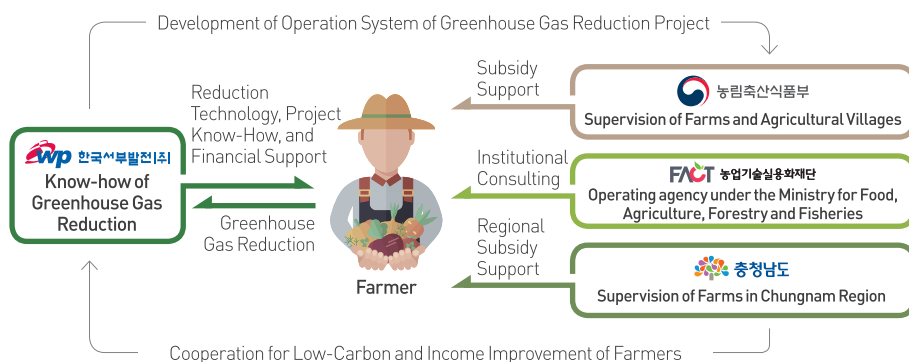 Development of Operation System of Greenhouse Gas Reduction Project
Reduction
Technology, Project
Know-How, and
Financial Support
wp 한국서부발전(주)
Know-how of
Greenhouse Gas
Reduction
Greenhouse
Gas Reduction
Farmer
Subsidy
Support
농림축산식품부
Supervision of Farms and Agricultural Villages
Institutional
Consulting
FACT 농업기술실용화재단
Operating agency under the Ministry for Food,
Agriculture, Forestry and Fisheries
Regional
Subsidy
Support
충청남도
Supervision of Farms in Chungnam Region
Cooperation for Low-Carbon and Income Improvement of Farmers